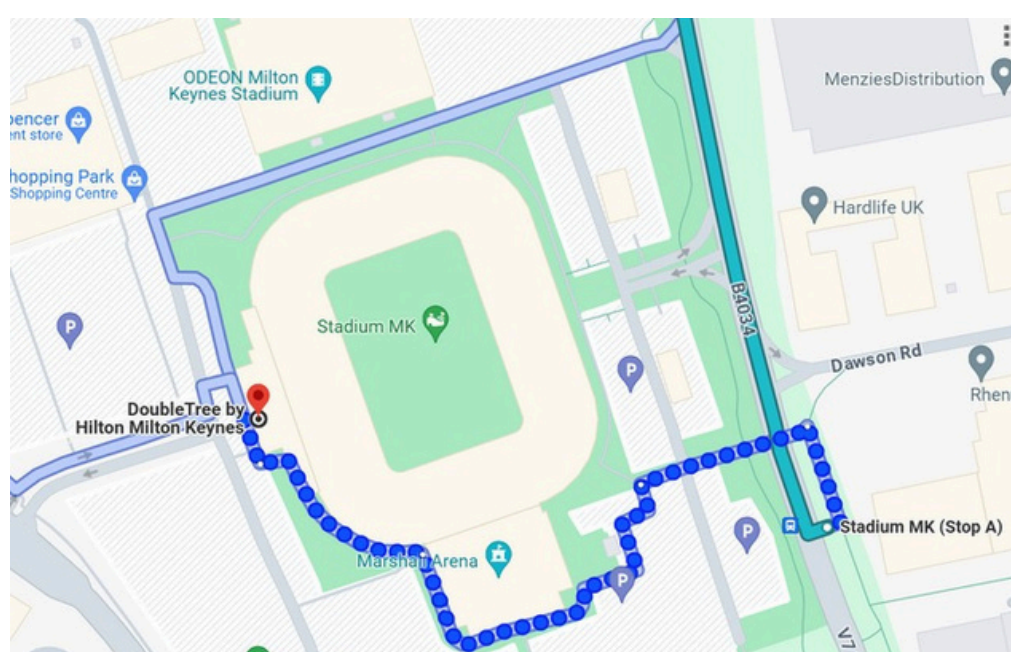 ODEON Milton
Keynes Stadium
MenziesDistribution
pencer
ent store
hopping Park
Shopping Centre
Hardlife UK
P
Stadium MK
B4034
Dawson Rd
P
Rhen
DoubleTree by
Hilton Milton Keynes
Stadium MK (Stop A)
P
Marshall Arena
P
V7